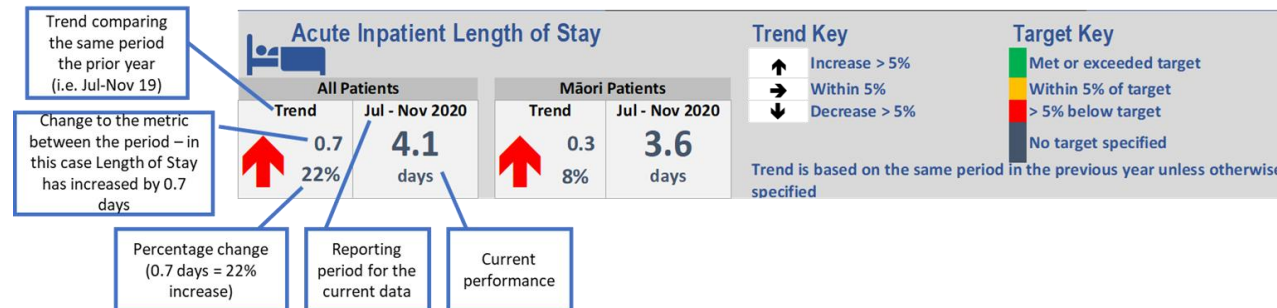 Trend comparing
the same period
the prior year
(i.e. Jul-Nov 19)
Change to the metric
between the period – in
this case Length of Stay
has increased by 0.7
days
Acute Inpatient Length of Stay
All Patients
Māori Patients
Trend
Jul - Nov 2020
Trend
Jul - Nov 2020
0.7
4.1
22%
days
0.3
3.6
8%
days
Trend Key
Increase > 5%
Within 5%
Decrease > 5%
Target Key
Met or exceeded target
Within 5% of target
> 5% below target
No target specified
Trend is based on the same period in the previous year unless otherwise
specified
Percentage change
(0.7 days = 22%
increase)
Reporting
period for the
current data
Current
performance